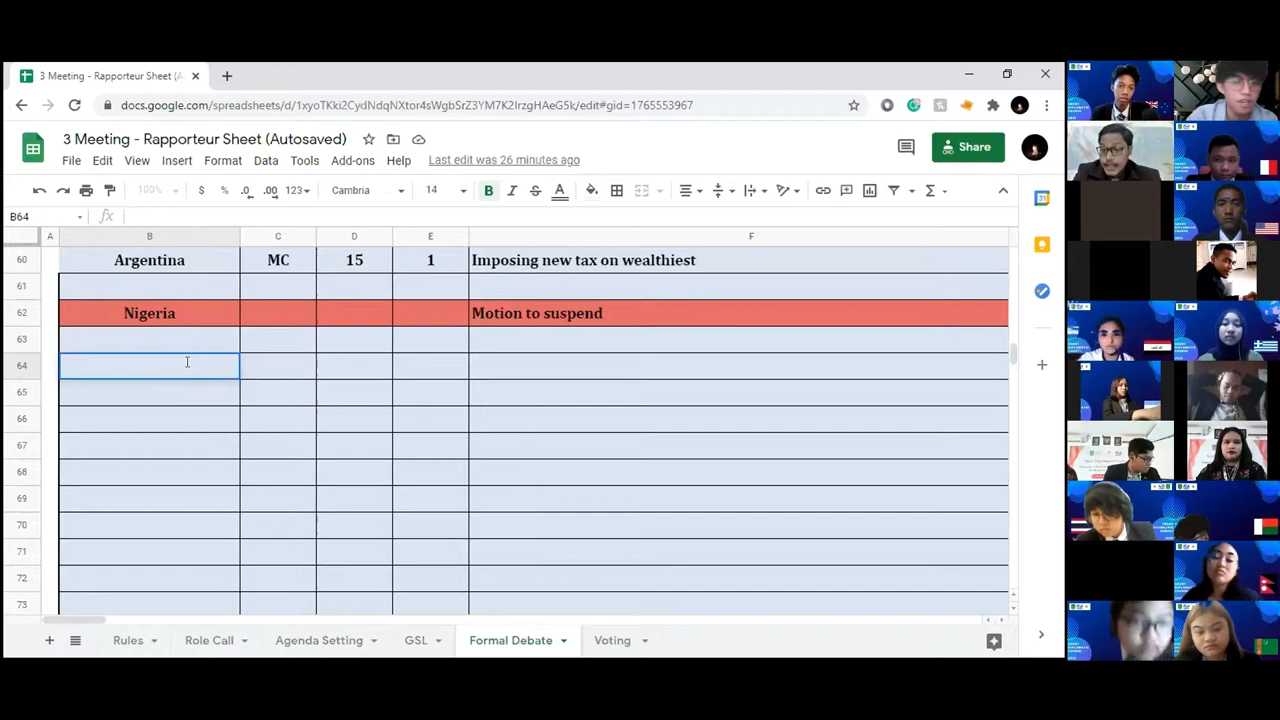 3 Meeting - Rapporteur Sheet (A
docs.google.com/spreadsheets/d/1xyoTKki2CydNdqNXtor4sWgbSrZ3YM7K2IrzgHAeG5k/edit#gid=1765553967
3 Meeting - Rapporteur Sheet (Autosaved)
File Edit View Insert Format Data Tools Add-ons Help Last edit was 26 minutes ago
Share
100% $ % .0 .00 123 Cambria 14 B I S A
B64 fx
A B C D E F
60 Argentina MC 15 1 Imposing new tax on wealthiest
61
62 Nigeria Motion to suspend
63
64
65
66
67
68
69
70
71
72
73
Rules Role Call Agenda Setting GSL Formal Debate Voting